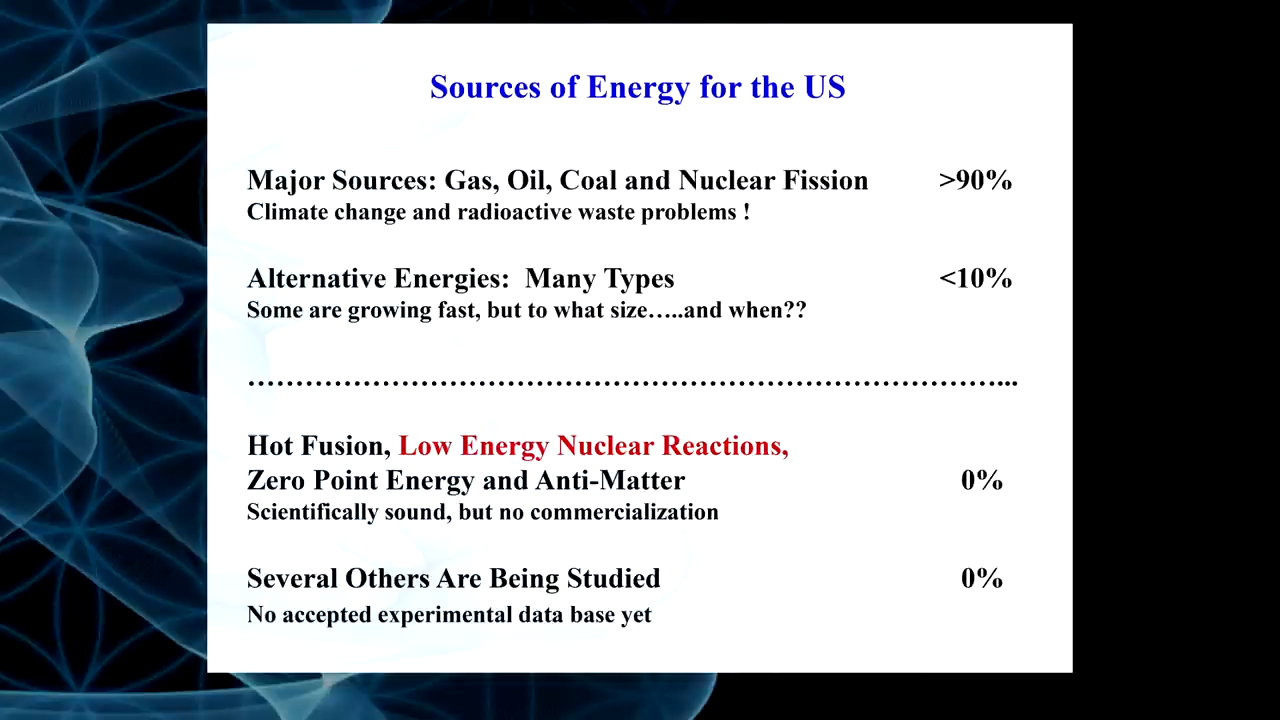 Sources of Energy for the US
Major Sources: Gas, Oil, Coal and Nuclear Fission >90%
Climate change and radioactive waste problems !
Alternative Energies: Many Types <10%
Some are growing fast, but to what size…..and when??
…………………………………………………………………...
Hot Fusion, Low Energy Nuclear Reactions,
Zero Point Energy and Anti-Matter 0%
Scientifically sound, but no commercialization
Several Others Are Being Studied 0%
No accepted experimental data base yet